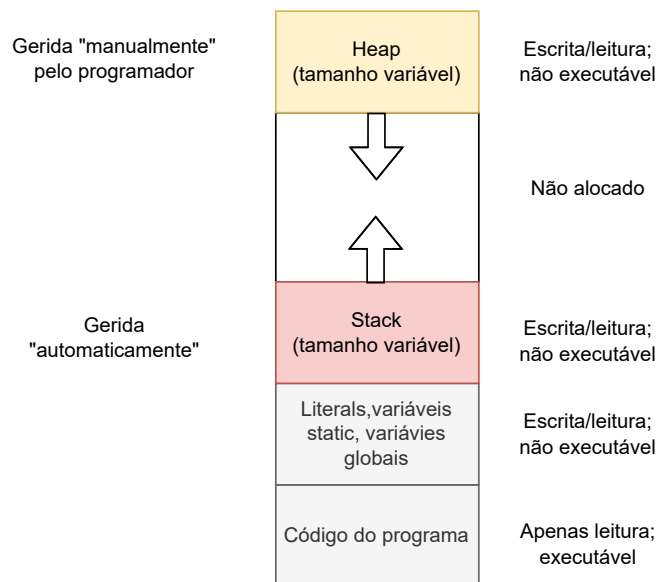 Gerida "manualmente"
pelo programador
Heap
(tamanho variável)
Escrita/leitura;
não executável
Não alocado
Gerida
"automaticamente"
Stack
(tamanho variável)
Escrita/leitura;
não executável
Literals,variáveis
static, variávies
globais
Escrita/leitura;
não executável
Código do programa
Apenas leitura;
executável